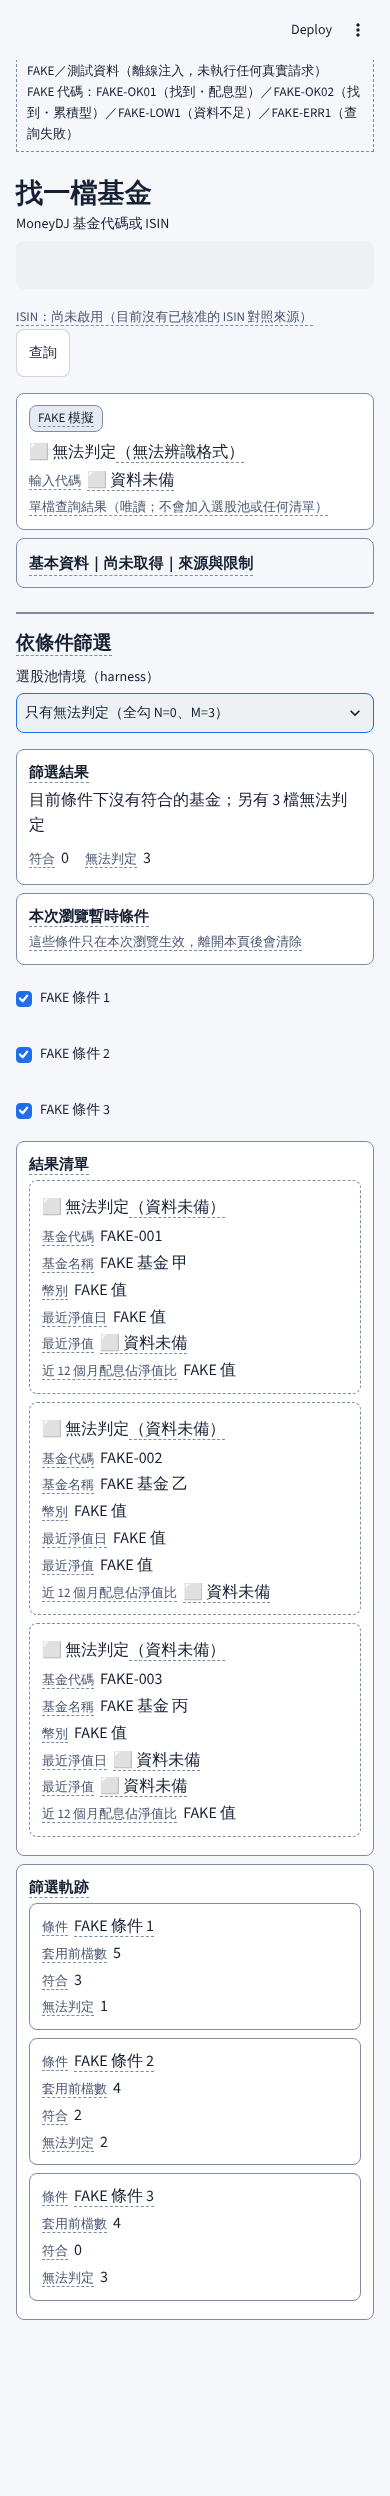 Deploy
FAKE／測試資料（離線注入，未執行任何真實請求）
FAKE 代碼：FAKE-OK01（找到・配息型）／FAKE-OK02（找
到・累積型）／FAKE-LOW1（資料不足）／FAKE-ERR1（查
詢失敗）
找一檔基金
MoneyDJ 基金代碼或 ISIN
ISIN：尚未啟用（目前沒有已核准的 ISIN 對照來源）
查詢
FAKE 模擬
⬜ 無法判定（無法辨識格式）
輸入代碼 ⬜ 資料未備
單檔查詢結果（唯讀；不會加入選股池或任何清單）
基本資料｜尚未取得｜來源與限制
依條件篩選
選股池情境（harness）
只有無法判定（全勾 N=0、M=3）
篩選結果
目前條件下沒有符合的基金；另有 3 檔無法判
定
符合 0 無法判定 3
本次瀏覽暫時條件
這些條件只在本次瀏覽生效，離開本頁後會清除
FAKE 條件 1
FAKE 條件 2
FAKE 條件 3
結果清單
⬜ 無法判定（資料未備）
基金代碼 FAKE-001
基金名稱 FAKE 基金 甲
幣別 FAKE 值
最近淨值日 FAKE 值
最近淨值 ⬜ 資料未備
近 12 個月配息佔淨值比 FAKE 值
⬜ 無法判定（資料未備）
基金代碼 FAKE-002
基金名稱 FAKE 基金 乙
幣別 FAKE 值
最近淨值日 FAKE 值
最近淨值 FAKE 值
近 12 個月配息佔淨值比 ⬜ 資料未備
⬜ 無法判定（資料未備）
基金代碼 FAKE-003
基金名稱 FAKE 基金 丙
幣別 FAKE 值
最近淨值日 ⬜ 資料未備
最近淨值 ⬜ 資料未備
近 12 個月配息佔淨值比 FAKE 值
篩選軌跡
條件 FAKE 條件 1
套用前檔數 5
符合 3
無法判定 1
條件 FAKE 條件 2
套用前檔數 4
符合 2
無法判定 2
條件 FAKE 條件 3
套用前檔數 4
符合 0
無法判定 3